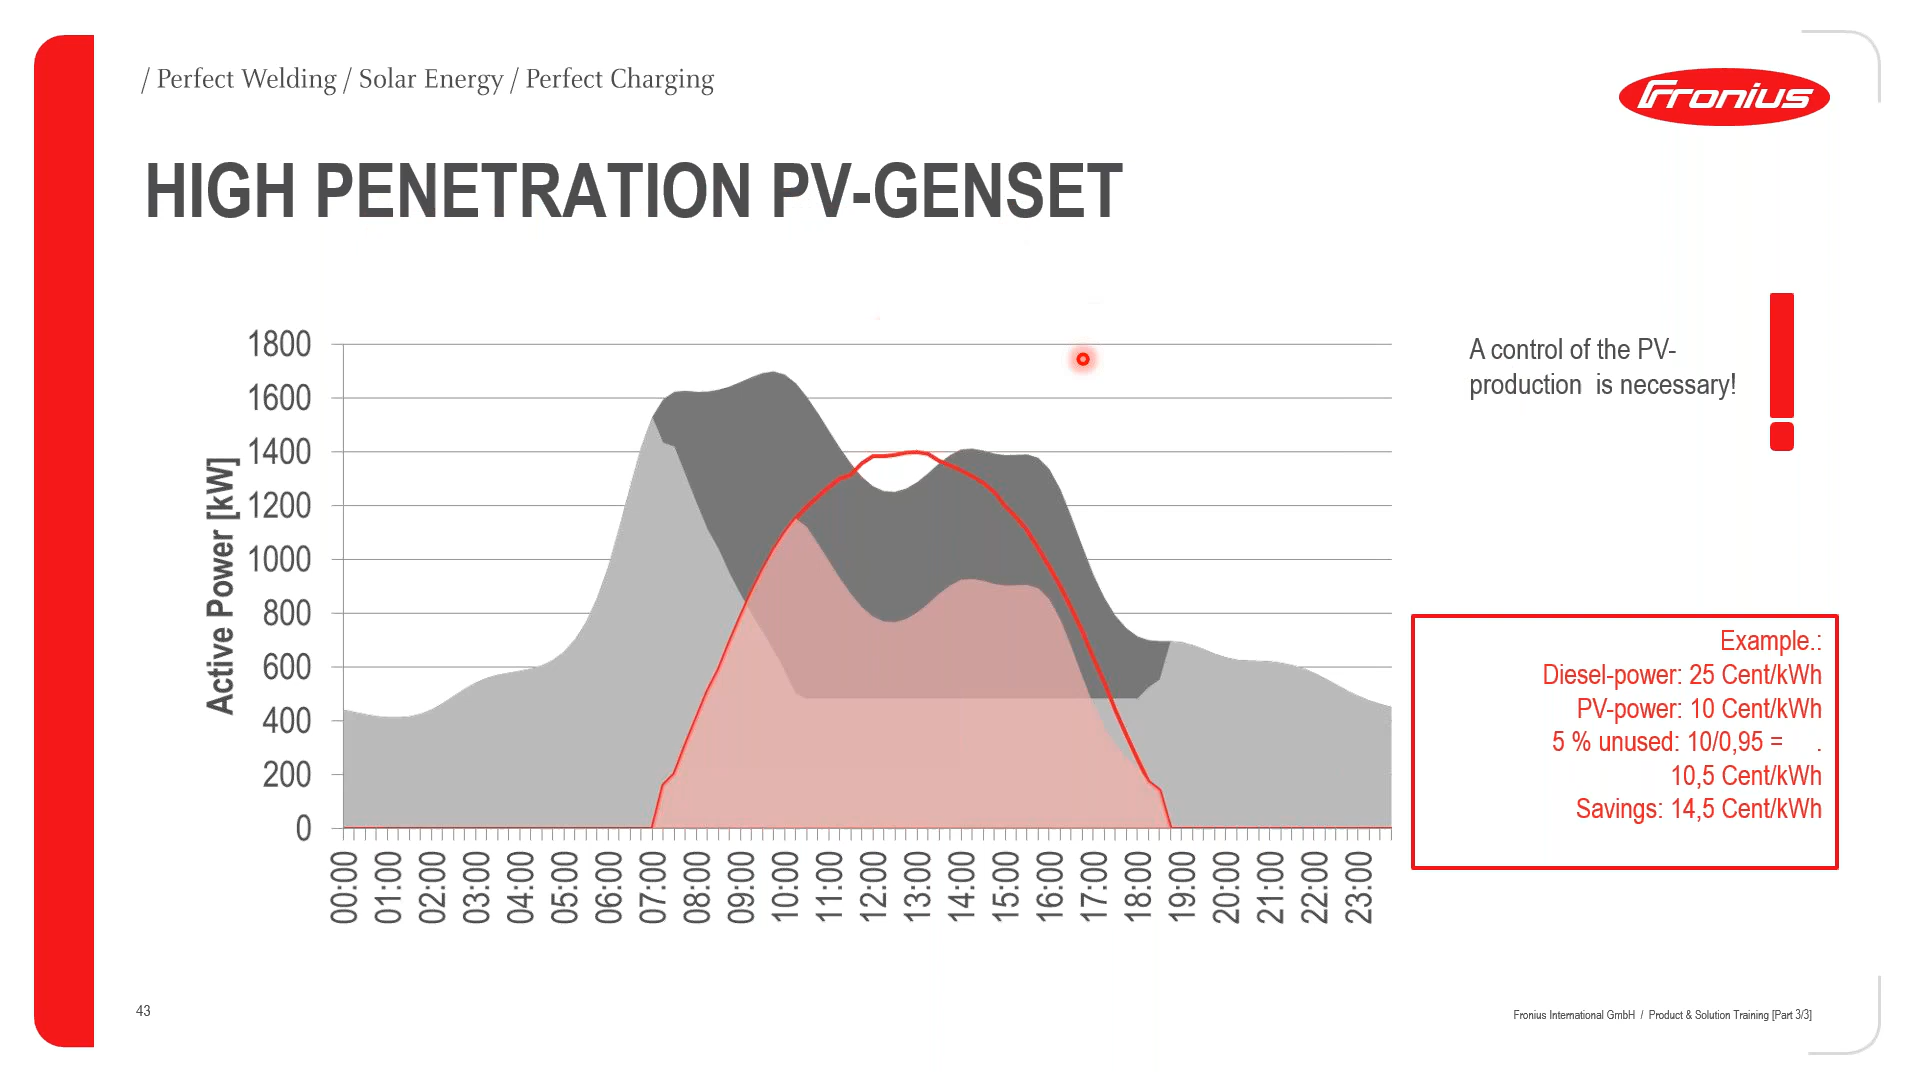 / Perfect Welding / Solar Energy / Perfect Charging
Fronius
HIGH PENETRATION PV-GENSET
Active Power [kW]
1800
1600
1400
1200
1000
800
600
400
200
0
00:00
01:00
02:00
03:00
04:00
05:00
06:00
07:00
08:00
09:00
10:00
11:00
12:00
13:00
14:00
15:00
16:00
17:00
18:00
19:00
20:00
21:00
22:00
23:00
A control of the PV-
production is necessary!
Example.:
Diesel-power: 25 Cent/kWh
PV-power: 10 Cent/kWh
5 % unused: 10/0,95 = .
10,5 Cent/kWh
Savings: 14,5 Cent/kWh
43
Fronius International GmbH / Product & Solution Training [Part 3/3]